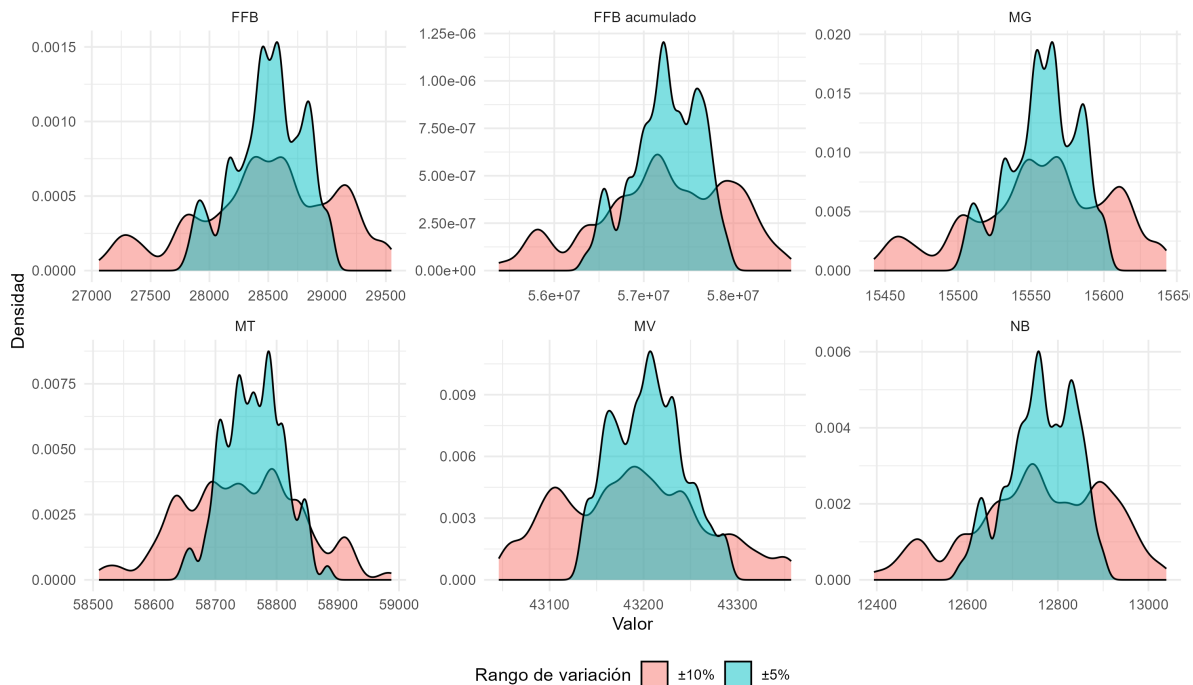 FFB
FFB acumulado
MG
0.0015
0.0010
0.0005
0.0000
27000 27500 28000 28500 29000 29500
1.25e-06
1.00e-06
7.50e-07
5.00e-07
2.50e-07
0.00e+00
5.6e+07 5.7e+07 5.8e+07
0.020
0.015
0.010
0.005
0.000
15450 15500 15550 15600 1565
MT
MV
NB
0.0075
0.0050
0.0025
0.0000
58500 58600 58700 58800 58900 59000
0.009
0.006
0.003
0.000
43100 43200 43300
0.006
0.004
0.002
0.000
12400 12600 12800 13000
Densidad
Valor
Rango de variación ±10% ±5%